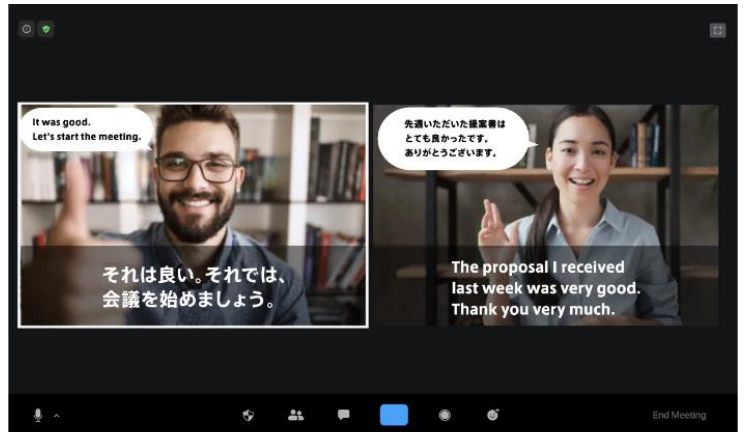 It was good.
Let's start the meeting.
それは良い。それでは、
会議を始めましょう。
先週いただいた提案書は
とても良かったです。
ありがとうございます。
The proposal I received
last week was very good.
Thank you very much.
End Meeting